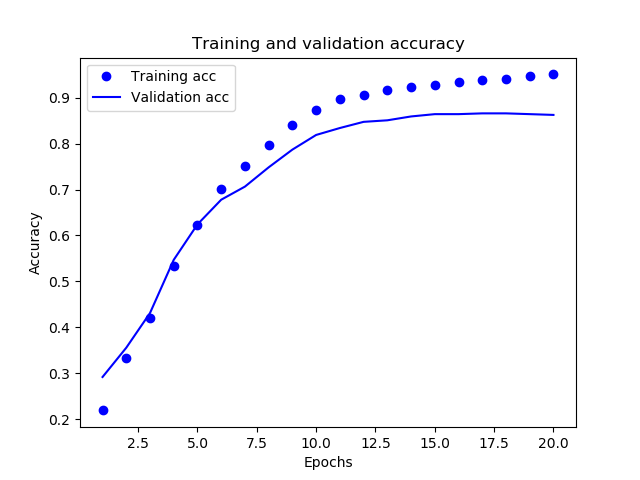 Training and validation accuracy
Training acc
Validation acc
0.9
0.8
0.7
0.6
0.5
0.4
0.3
0.2
Accuracy
2.5 5.0 7.5 10.0 12.5 15.0 17.5 20.0
Epochs